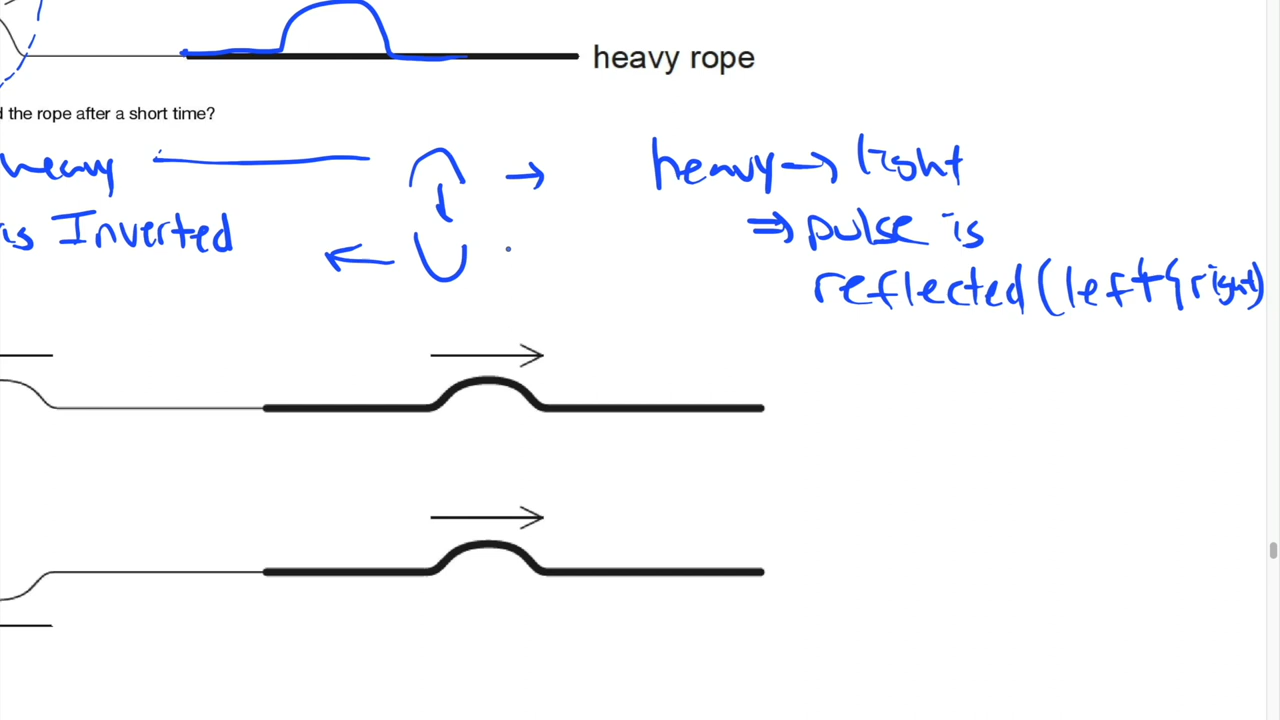 heavy rope
d the rope after a short time?
heavy
heavy → light
is Inverted
⇒ pulse is
reflected (left & right)